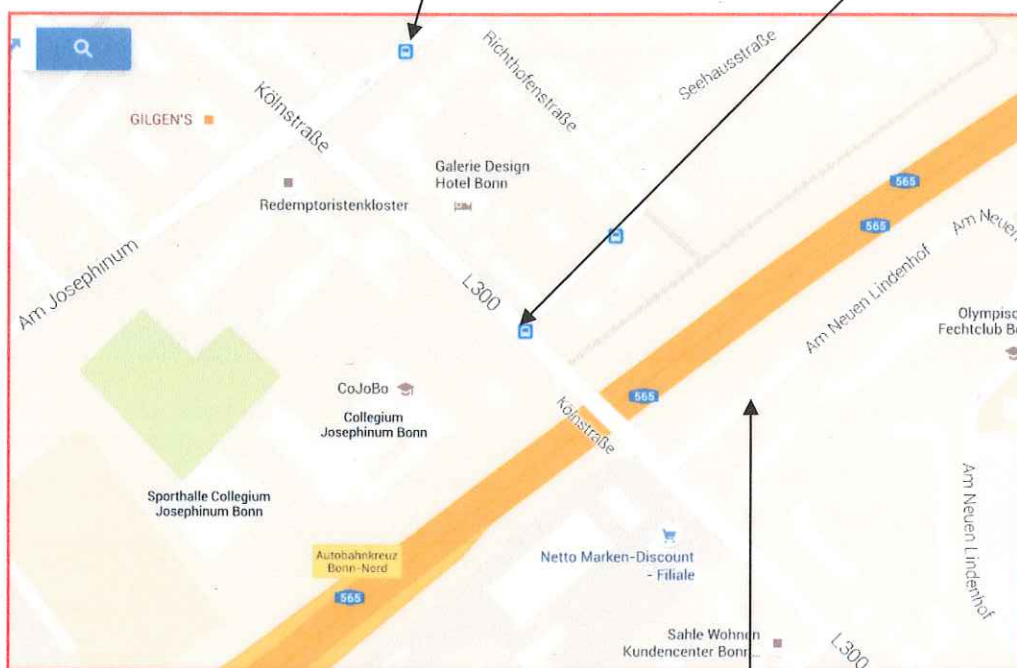 Richthofenstraße
Seehausstraße
Kölnstraße
GILGEN'S
Galerie Design
Hotel Bonn
565
Redemptoristenkloster
565
Am Neuen
Am Josephinum
L300
Am Neuen Lindenhof
Olympisc
Fechtclub Bo
CoJoBo
565
Collegium
Josephinum Bonn
Kölnstraße
Sporthalle Collegium
Josephinum Bonn
Am Neuen Lindenhof
Autobahnkreuz
Bonn-Nord
Netto Marken-Discount
- Filiale
565
Sahle Wohnen
Kundencenter Bonn...
L300